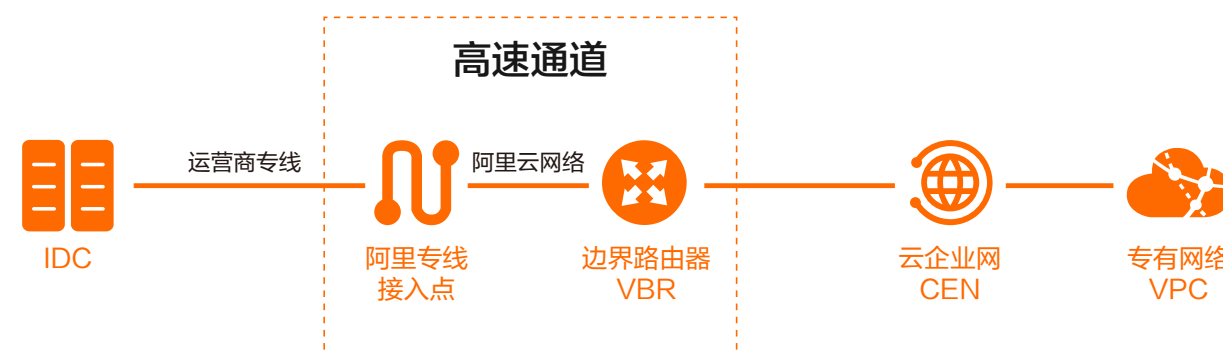 高速通道
运营商专线
阿里云网络
IDC
阿里专线
接入点
边界路由器
VBR
云企业网
CEN
专有网络
VPC